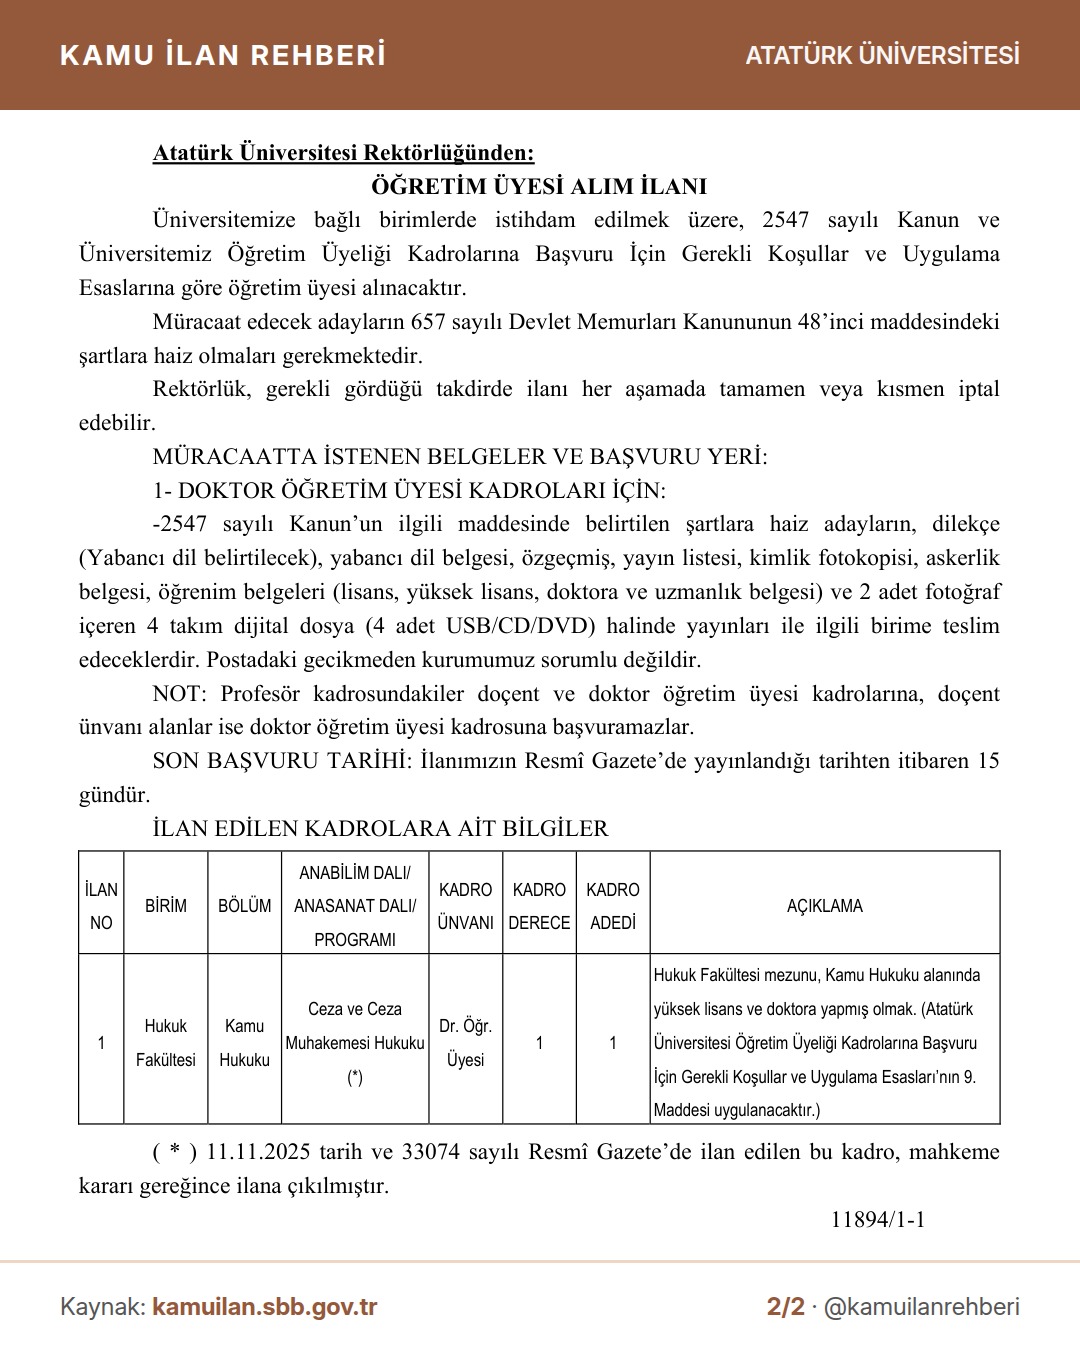 KAMU İLAN REHBERİ
ATATÜRK ÜNİVERSİTESİ
Atatürk Üniversitesi Rektörlüğünden:
ÖĞRETİM ÜYESİ ALIM İLANI
Üniversitemize bağlı birimlerde istihdam edilmek üzere, 2547 sayılı Kanun ve
Üniversitemiz Öğretim Üyeliği Kadrolarına Başvuru İçin Gerekli Koşullar ve Uygulama
Esaslarına göre öğretim üyesi alınacaktır.
Müracaat edecek adayların 657 sayılı Devlet Memurları Kanununun 48’inci maddesindeki
şartlara haiz olmaları gerekmektedir.
Rektörlük, gerekli gördüğü takdirde ilanı her aşamada tamamen veya kısmen iptal
edebilir.
MÜRACAATTA İSTENEN BELGELER VE BAŞVURU YERİ:
1- DOKTOR ÖĞRETİM ÜYESİ KADROLARI İÇİN:
-2547 sayılı Kanun’un ilgili maddesinde belirtilen şartlara haiz adayların, dilekçe
(Yabancı dil belirtilecek), yabancı dil belgesi, özgeçmiş, yayın listesi, kimlik fotokopisi, askerlik
belgesi, öğrenim belgeleri (lisans, yüksek lisans, doktora ve uzmanlık belgesi) ve 2 adet fotoğraf
içeren 4 takım dijital dosya (4 adet USB/CD/DVD) halinde yayınları ile ilgili birime teslim
edeceklerdir. Postadaki gecikmeden kurumumuz sorumlu değildir.
NOT: Profesör kadrosundakiler doçent ve doktor öğretim üyesi kadrolarına, doçent
ünvanı alanlar ise doktor öğretim üyesi kadrosuna başvuramazlar.
SON BAŞVURU TARİHİ: İlanımızın Resmî Gazete’de yayınlandığı tarihten itibaren 15
gündür.
İLAN EDİLEN KADROLARA AİT BİLGİLER
İLAN
NO
BİRİM
BÖLÜM
ANABİLİM DALI/
ANASANAT DALI/
PROGRAMI
KADRO
ÜNVANI
KADRO
DERECE
KADRO
ADEDİ
AÇIKLAMA
1
Hukuk
Fakültesi
Kamu
Hukuku
Ceza ve Ceza
Muhakemesi Hukuku
(*)
Dr. Öğr.
Üyesi
1
1
Hukuk Fakültesi mezunu, Kamu Hukuku alanında
yüksek lisans ve doktora yapmış olmak. (Atatürk
Üniversitesi Öğretim Üyeliği Kadrolarına Başvuru
İçin Gerekli Koşullar ve Uygulama Esasları’nın 9.
Maddesi uygulanacaktır.)
( * ) 11.11.2025 tarih ve 33074 sayılı Resmî Gazete’de ilan edilen bu kadro, mahkeme
kararı gereğince ilana çıkılmıştır.
11894/1-1
Kaynak: kamuilan.sbb.gov.tr
2/2 · @kamuilanrehberi